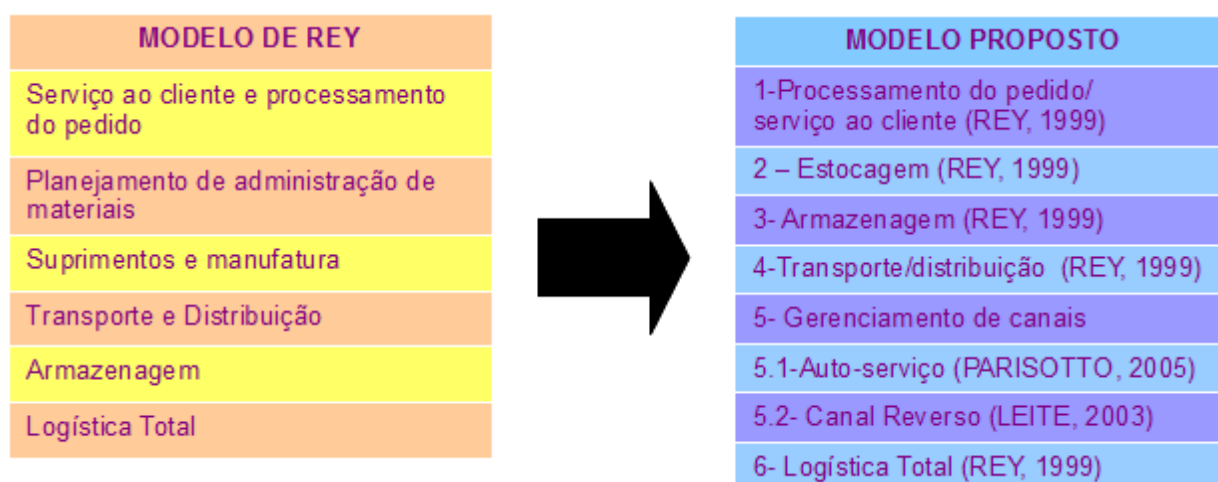 MODELO DE REY
Serviço ao cliente e processamento
do pedido
Planejamento de administração de
materiais
Suprimentos e manufatura
Transporte e Distribuição
Armazenagem
Logística Total
MODELO PROPOSTO
1-Processamento do pedido/
serviço ao cliente (REY, 1999)
2 – Estocagem (REY, 1999)
3- Armazenagem (REY, 1999)
4-Transporte/distribuição (REY, 1999)
5- Gerenciamento de canais
5.1-Auto-serviço (PARISOTTO, 2005)
5.2- Canal Reverso (LEITE, 2003)
6- Logística Total (REY, 1999)